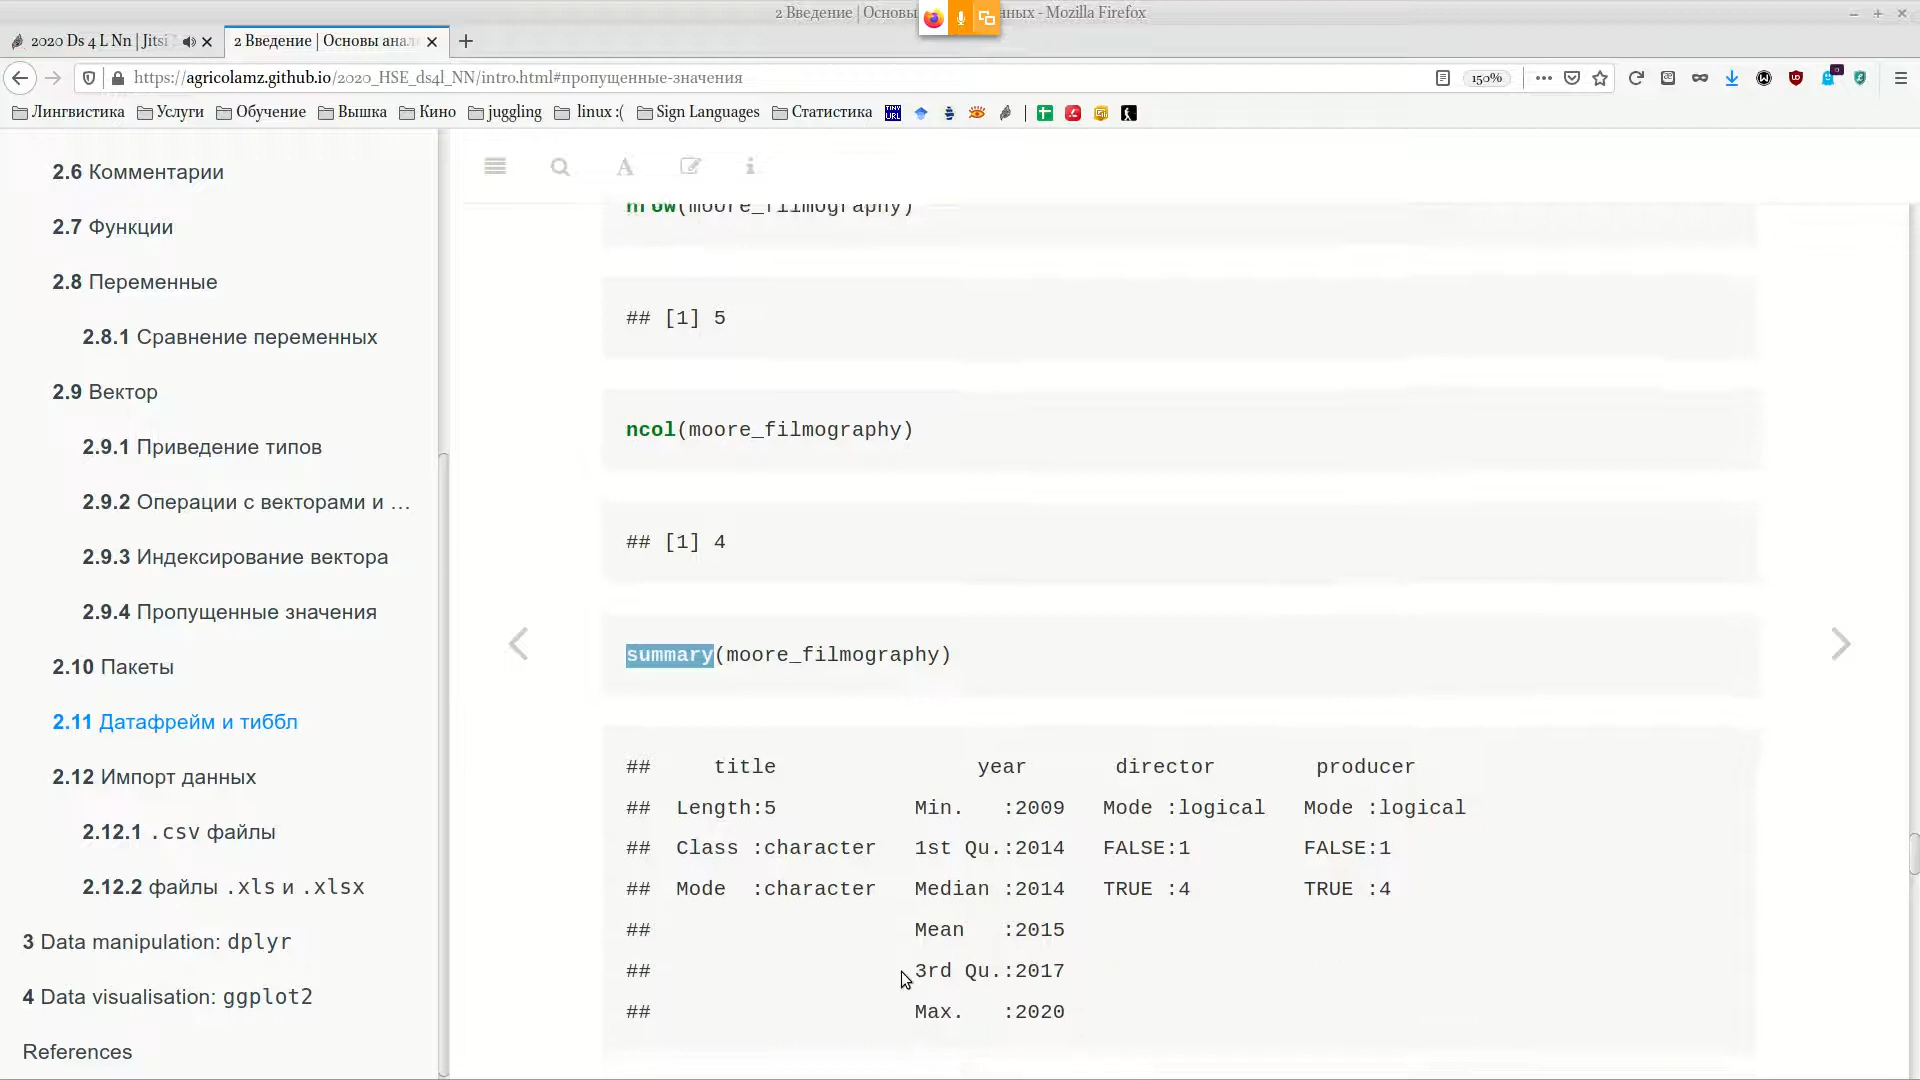 2 Введение | Основы
нных - Mozilla Firefox
2020 Ds 4 L Nn | Jitsi
2 Введение | Основы анал
https://agricolamz.github.io/2020_HSE_ds4l_NN/intro.html#пропущенные-значения
150%
Лингвистика Услуги Обучение Вышка Кино juggling linux :( Sign Languages Статистика TINY URL
2.6 Комментарии
2.7 Функции
2.8 Переменные
2.8.1 Сравнение переменных
2.9 Вектор
2.9.1 Приведение типов
2.9.2 Операции с векторами и …
2.9.3 Индексирование вектора
2.9.4 Пропущенные значения
2.10 Пакеты
2.11 Датафрейм и тиббл
2.12 Импорт данных
2.12.1 .csv файлы
2.12.2 файлы .xls и .xlsx
3 Data manipulation: dplyr
4 Data visualisation: ggplot2
References
nrow(moore_filmography)
## [1] 5
ncol(moore_filmography)
## [1] 4
summary(moore_filmography)
## title year director producer
## Length:5 Min. :2009 Mode :logical Mode :logical
## Class :character 1st Qu.:2014 FALSE:1 FALSE:1
## Mode :character Median :2014 TRUE :4 TRUE :4
## Mean :2015
## 3rd Qu.:2017
## Max. :2020